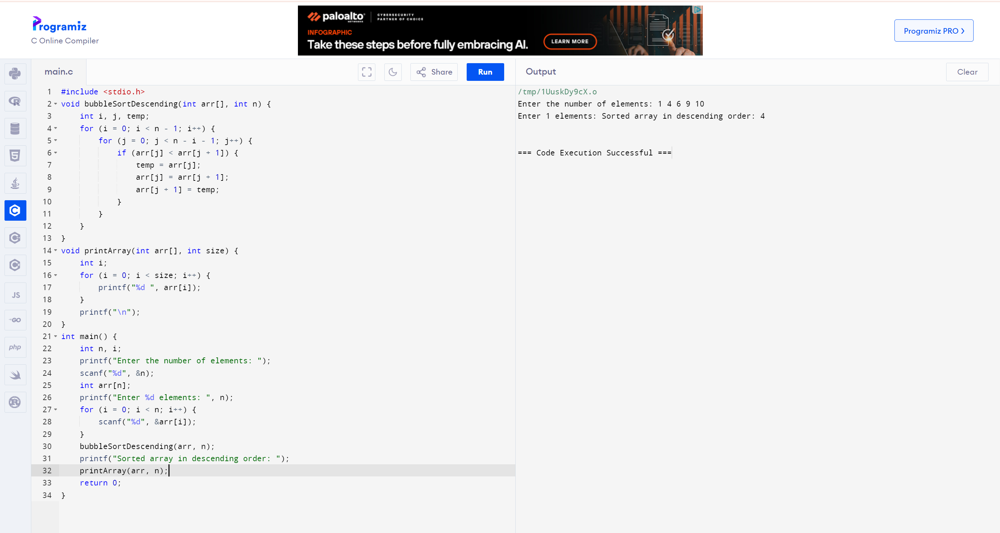 Programiz
C Online Compiler
paloalto NETWORKS
CYBERSECURITY
PARTNER OF CHOICE
INFOGRAPHIC
Take these steps before fully embracing AI.
LEARN MORE
Programiz PRO
main.c
Share
Run
Output
Clear
1 #include <stdio.h>
2 void bubbleSortDescending(int arr[], int n) {
3     int i, j, temp;
4     for (i = 0; i < n - 1; i++) {
5         for (j = 0; j < n - i - 1; j++) {
6             if (arr[j] < arr[j + 1]) {
7                 temp = arr[j];
8                 arr[j] = arr[j + 1];
9                 arr[j + 1] = temp;
10             }
11         }
12     }
13 }
14 void printArray(int arr[], int size) {
15     int i;
16     for (i = 0; i < size; i++) {
17         printf("%d ", arr[i]);
18     }
19     printf("\n");
20 }
21 int main() {
22     int n, i;
23     printf("Enter the number of elements: ");
24     scanf("%d", &n);
25     int arr[n];
26     printf("Enter %d elements: ", n);
27     for (i = 0; i < n; i++) {
28         scanf("%d", &arr[i]);
29     }
30     bubbleSortDescending(arr, n);
31     printf("Sorted array in descending order: ");
32     printArray(arr, n);
33     return 0;
34 }
/tmp/1UuskDy9cX.o
Enter the number of elements: 1 4 6 9 10
Enter 1 elements: Sorted array in descending order: 4
=== Code Execution Successful ===
R
5
C
C
C
JS
GO
php
R